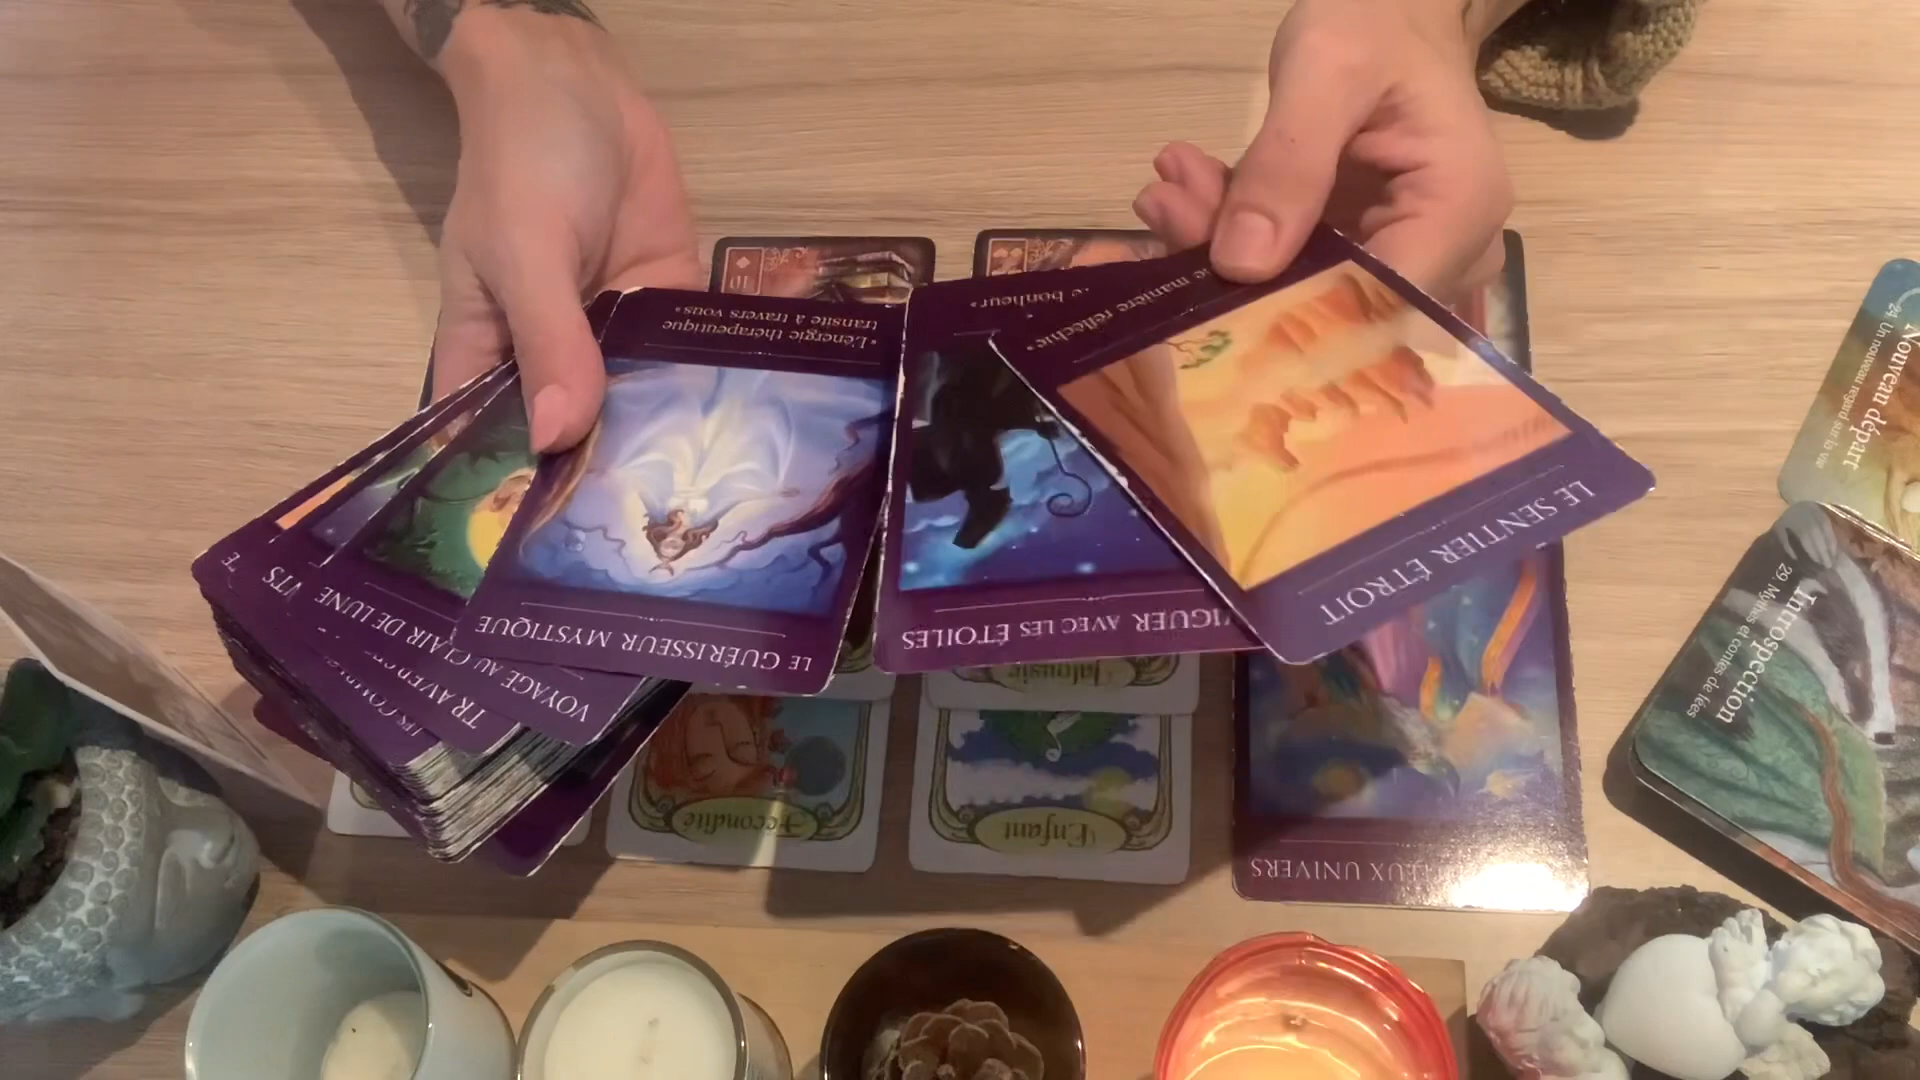 10
« L'énergie thérapeutique
transite à travers vous »
LE GUÉRISSEUR MYSTIQUE
bonheur »
manière réfléchie »
AVEC LES ÉTOILES
LE SENTIER ÉTROIT
VOYAGE AU CLAIR DE LUNE
Jalousie
Fécondité
Enfant
UNIVERS
Nouveau départ
24. Un nouveau regard sur la vie
Introspection
29. Mythes et contes de fées